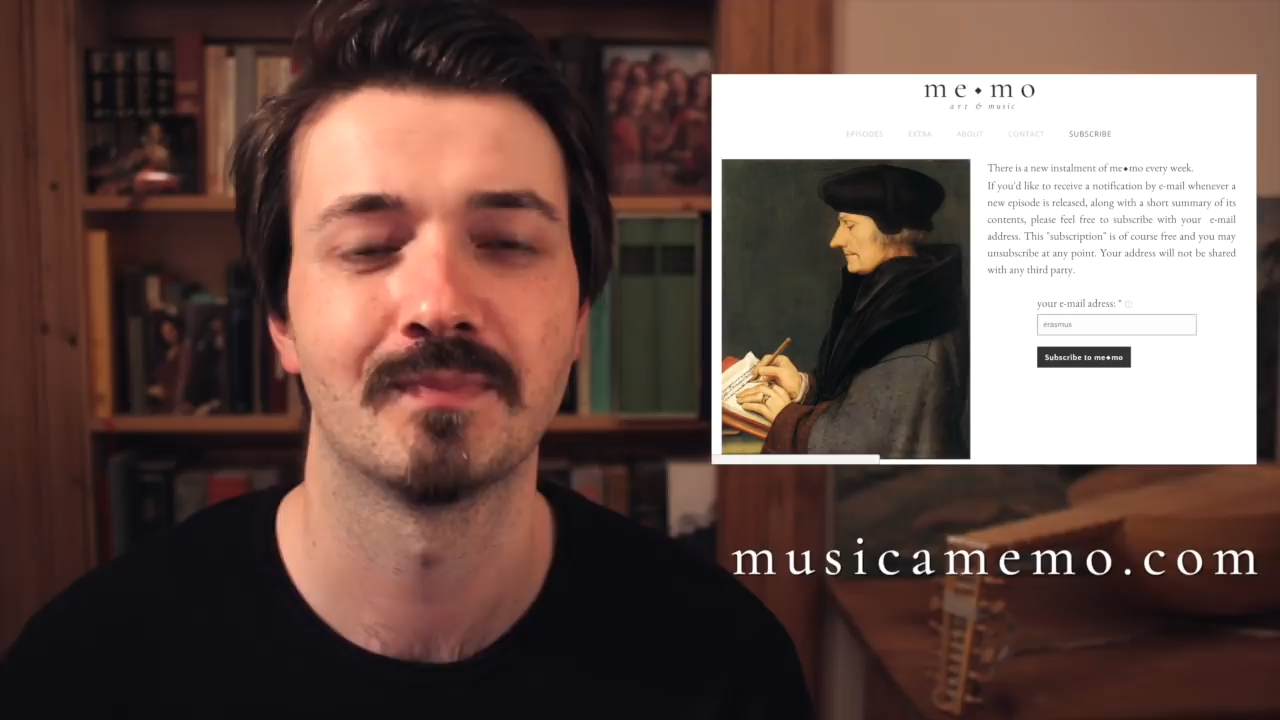 me◆mo
art & music
EPISODES EXTRA ABOUT CONTACT SUBSCRIBE
There is a new instalment of me◆mo every week.
If you'd like to receive a notification by e-mail whenever a
new episode is released, along with a short summary of its
contents, please feel free to subscribe with your e-mail
address. This "subscription" is of course free and you may
unsubscribe at any point. Your address will not be shared
with any third party.
your e-mail adress: *
erasmus
Subscribe to me◆mo
musicamemo.com